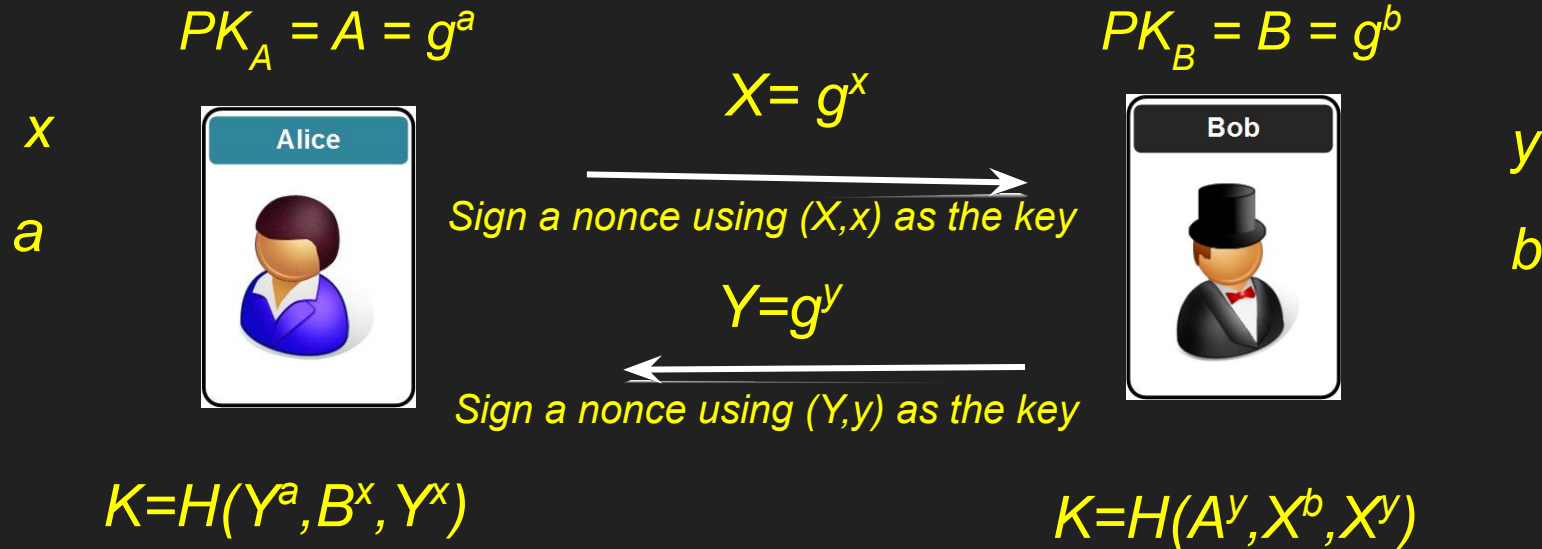 PK_A = A = g^a
PK_B = B = g^b
X= g^x
x
Alice
Bob
y
Sign a nonce using (X,x) as the key
a
b
Y=g^y
Sign a nonce using (Y,y) as the key
K=H(Y^a,B^x,Y^x)
K=H(A^y,X^b,X^y)